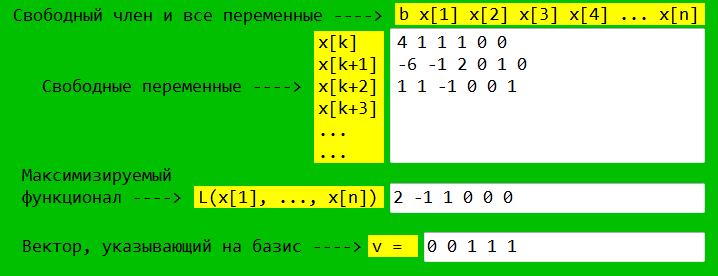 Свободный член и все переменные ----> b x[1] x[2] x[3] x[4] ... x[n]
x[k] 4 1 1 1 0 0
x[k+1] -6 -1 2 0 1 0
Свободные переменные ----> x[k+2] 1 1 -1 0 0 1
x[k+3]
...
...
Максимизируемый
функционал ----> L(x[1], ..., x[n]) 2 -1 1 0 0 0
Вектор, указывающий на базис ----> v = 0 0 1 1 1